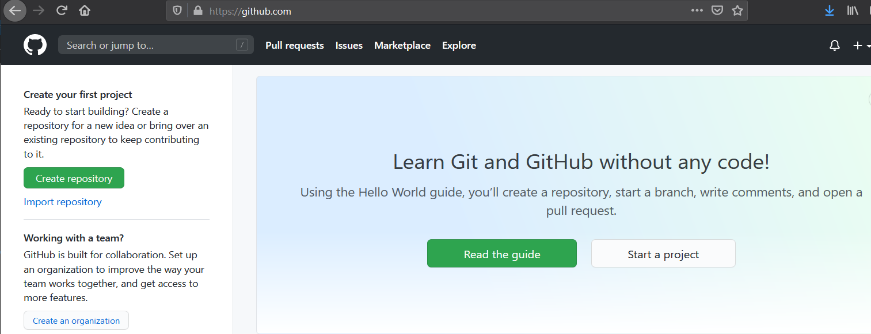 https://github.com
Search or jump to...
/
Pull requests
Issues
Marketplace
Explore
Create your first project
Ready to start building? Create a
repository for a new idea or bring over an
existing repository to keep contributing
to it.
Create repository
Import repository
Working with a team?
GitHub is built for collaboration. Set up
an organization to improve the way your
team works together, and get access to
more features.
Create an organization
Learn Git and GitHub without any code!
Using the Hello World guide, you’ll create a repository, start a branch, write comments, and open a
pull request.
Read the guide
Start a project